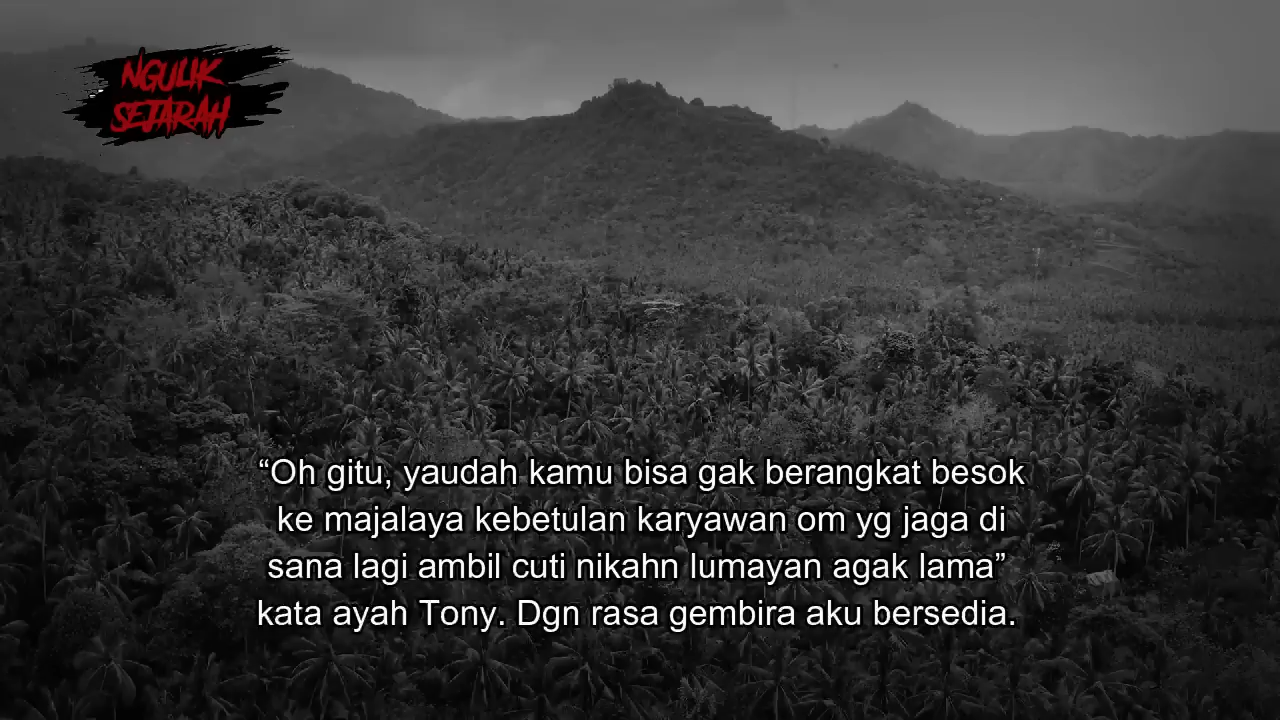 NGULIK
SEJARAH
“Oh gitu, yaudah kamu bisa gak berangkat besok
ke majalaya kebetulan karyawan om yg jaga di
sana lagi ambil cuti nikahn lumayan agak lama”
kata ayah Tony. Dgn rasa gembira aku bersedia.